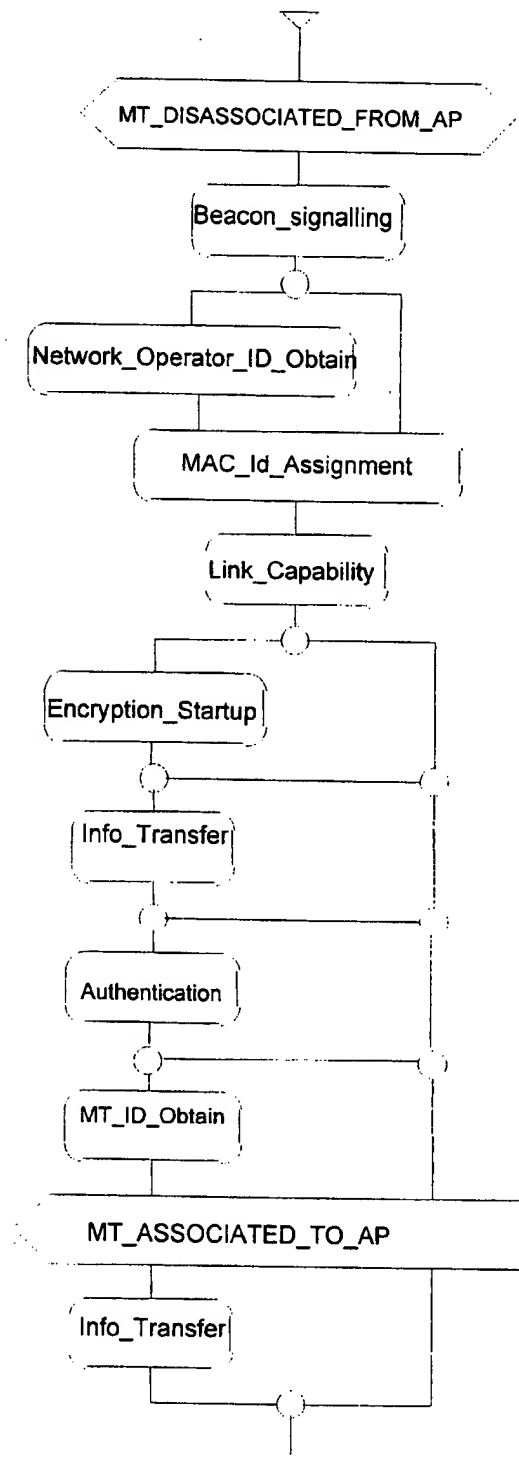 MT_DISASSOCIATED_FROM_AP
Beacon_signalling
Network_Operator_ID_Obtain
MAC_Id_Assignment
Link_Capability
Encryption_Startup
Info_Transfer
Authentication
MT_ID_Obtain
MT_ASSOCIATED_TO_AP
Info_Transfer